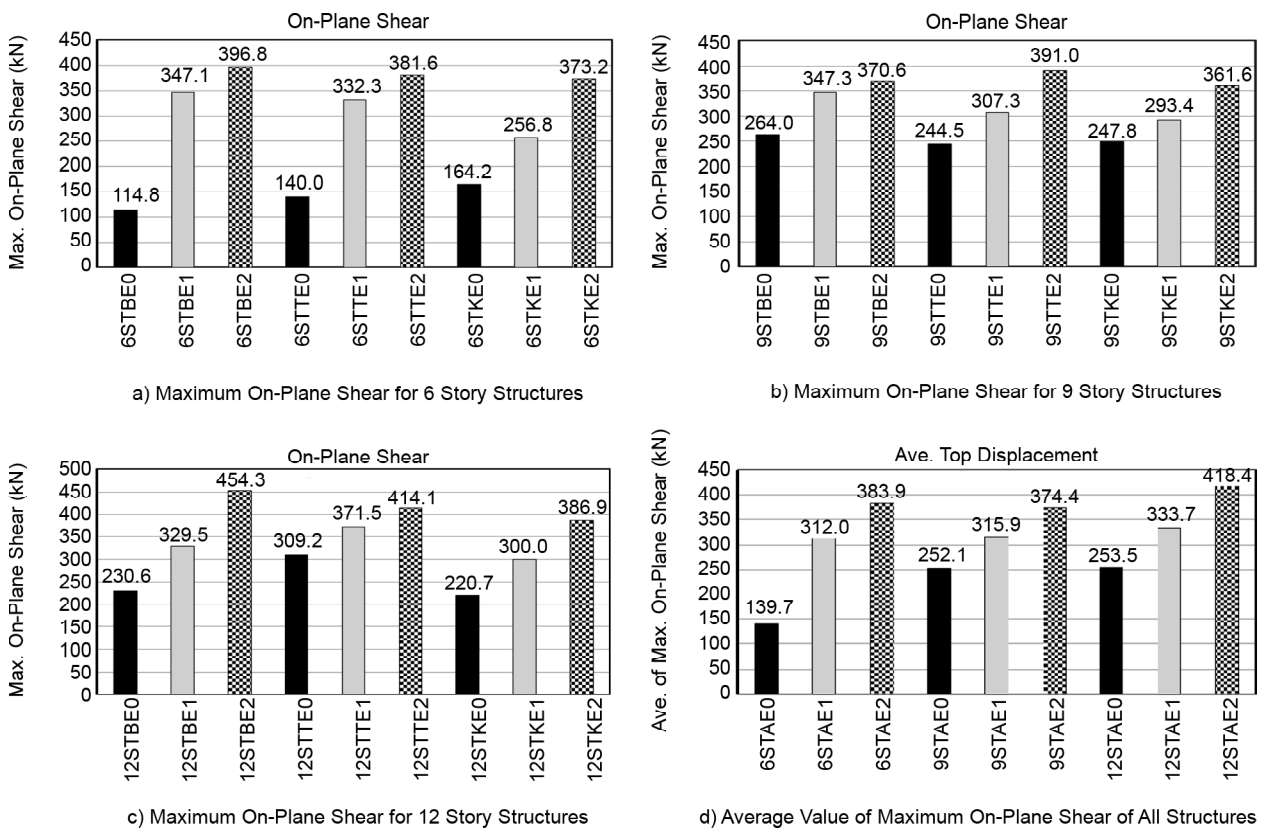 On-Plane Shear
Max. On-Plane Shear (kN)
450
400
350
300
250
200
150
100
50
0
114.8
347.1
396.8
140.0
332.3
381.6
164.2
256.8
373.2
6STBE0
6STBE1
6STBE2
6STTE0
6STTE1
6STTE2
6STKE0
6STKE1
6STKE2
a) Maximum On-Plane Shear for 6 Story Structures
On-Plane Shear
Max. On-Plane Shear (kN)
450
400
350
300
250
200
150
100
50
0
264.0
347.3
370.6
244.5
307.3
391.0
247.8
293.4
361.6
9STBE0
9STBE1
9STBE2
9STTE0
9STTE1
9STTE2
9STKE0
9STKE1
9STKE2
b) Maximum On-Plane Shear for 9 Story Structures
On-Plane Shear
Max. On-Plane Shear (kN)
500
450
400
350
300
250
200
150
100
50
0
230.6
329.5
454.3
309.2
371.5
414.1
220.7
300.0
386.9
12STBE0
12STBE1
12STBE2
12STTE0
12STTE1
12STTE2
12STKE0
12STKE1
12STKE2
c) Maximum On-Plane Shear for 12 Story Structures
Ave. Top Displacement
Ave. of Max. On-Plane Shear (kN)
450
400
350
300
250
200
150
100
50
0
139.7
312.0
383.9
252.1
315.9
374.4
253.5
333.7
418.4
6STAE0
6STAE1
6STAE2
9STAE0
9STAE1
9STAE2
12STAE0
12STAE1
12STAE2
d) Average Value of Maximum On-Plane Shear of All Structures